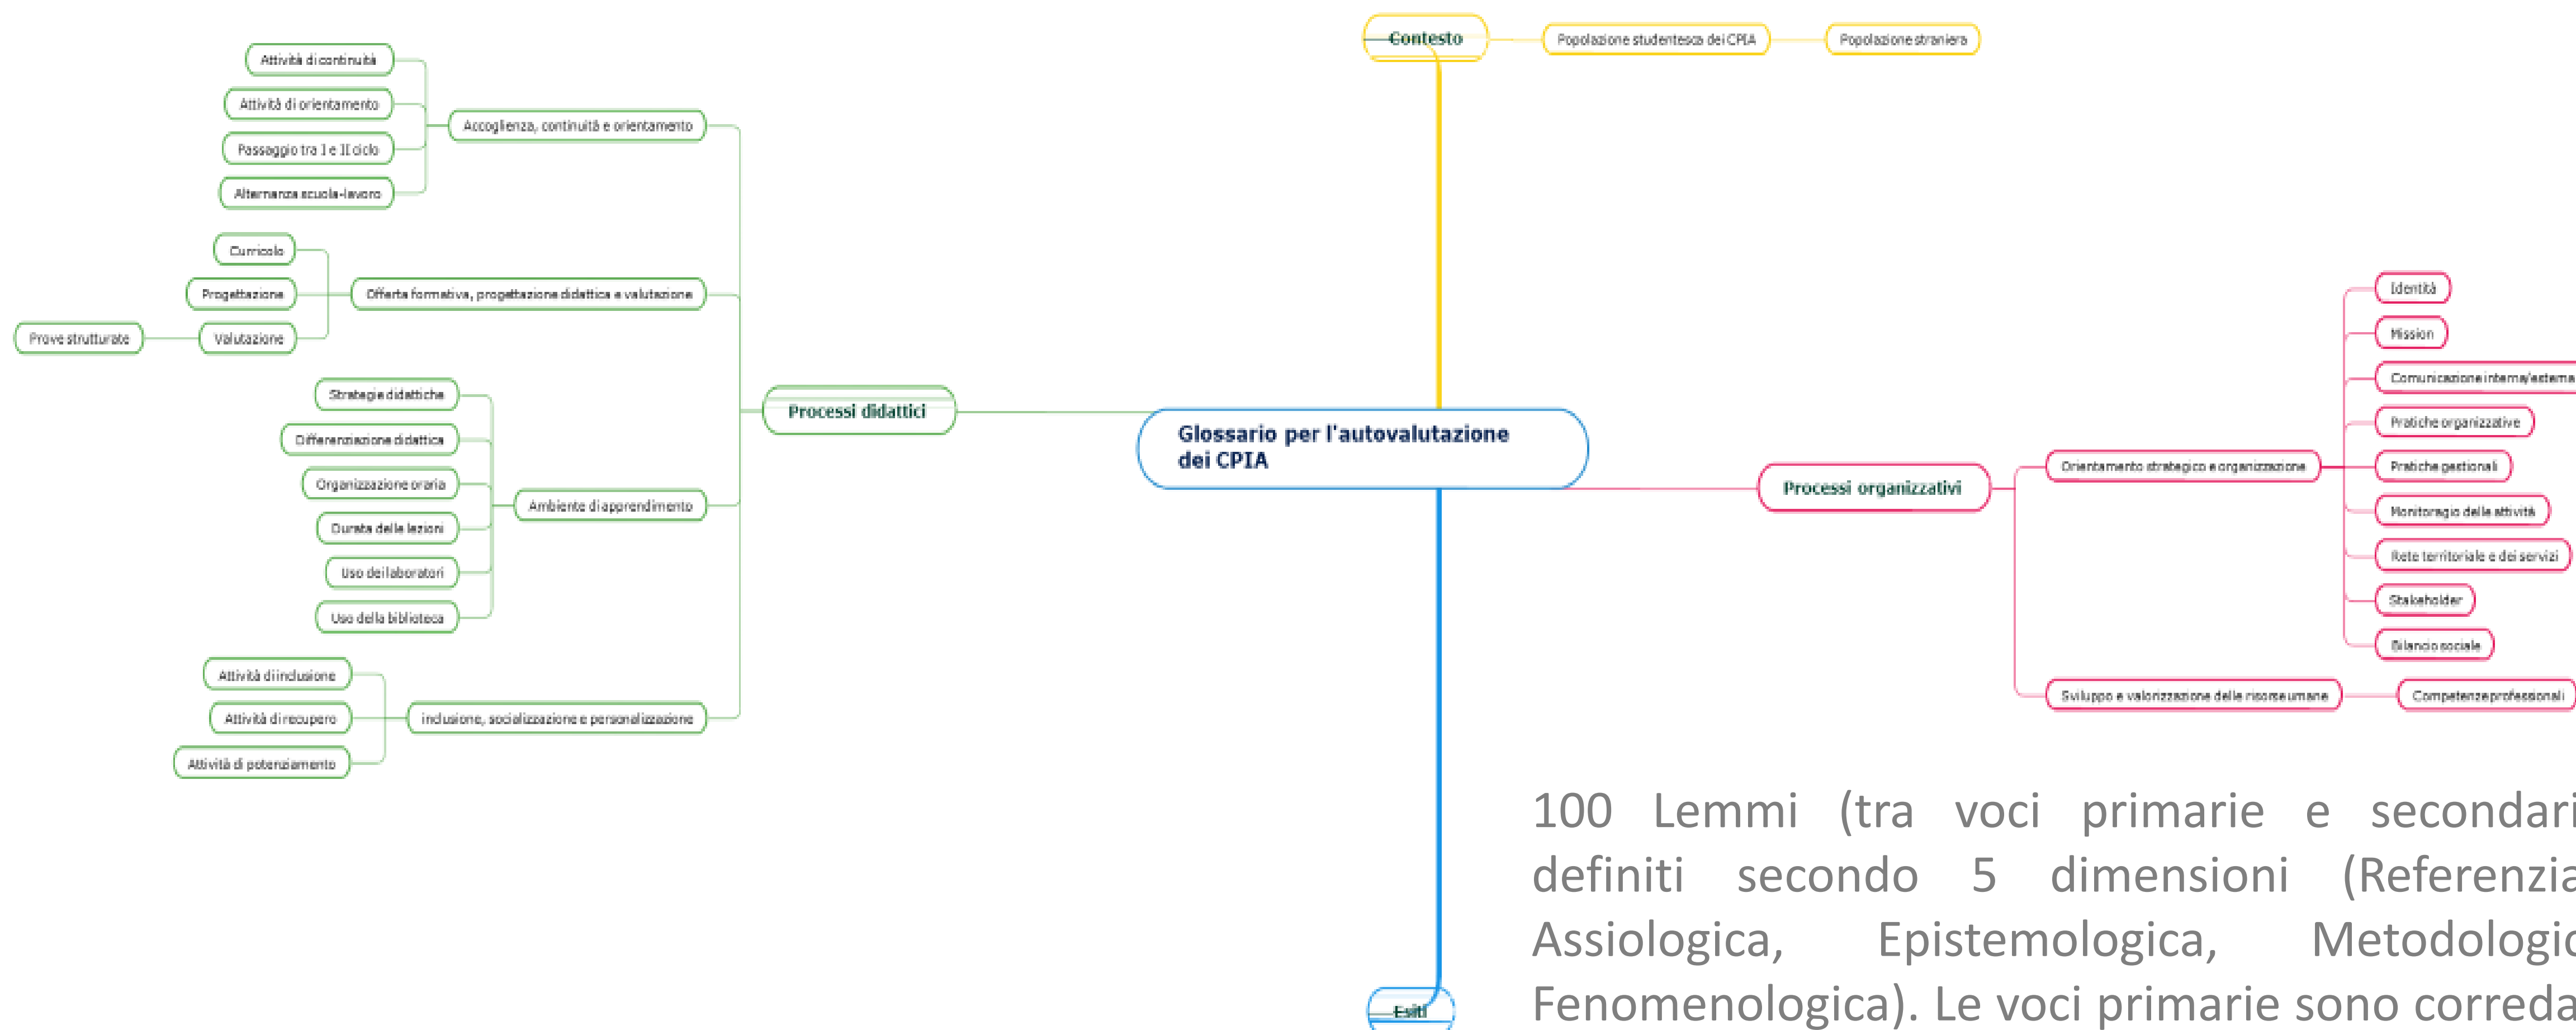 Contesto
Popolazione studentesca dei CPIA
Popolazione straniera
Attività di continuità
Attività di orientamento
Passaggio tra I e II ciclo
Alternanza scuola-lavoro
Accoglienza, continuità e orientamento
Curricolo
Progettazione
Valutazione
Prove strutturate
Offerta formativa, progettazione didattica e valutazione
Strategie didattiche
Differenziazione didattica
Organizzazione oraria
Durata delle lezioni
Uso dei laboratori
Uso della biblioteca
Ambiente di apprendimento
Attività di inclusione
Attività di recupero
Attività di potenziamento
inclusione, socializzazione e personalizzazione
Processi didattici
Glossario per l'autovalutazione
dei CPIA
Processi organizzativi
Orientamento strategico e organizzazione
Identità
Mission
Comunicazione interna/esterna
Pratiche organizzative
Pratiche gestionali
Monitoragio delle attività
Rete territoriale e dei servizi
Stakeholder
Bilancio sociale
Sviluppo e valorizzazione delle risorse umane
Competenze professionali
Esiti
100 Lemmi (tra voci primarie e secondari
definiti secondo 5 dimensioni (Referenzia
Assiologica, Epistemologica, Metodologic
Fenomenologica). Le voci primarie sono correda